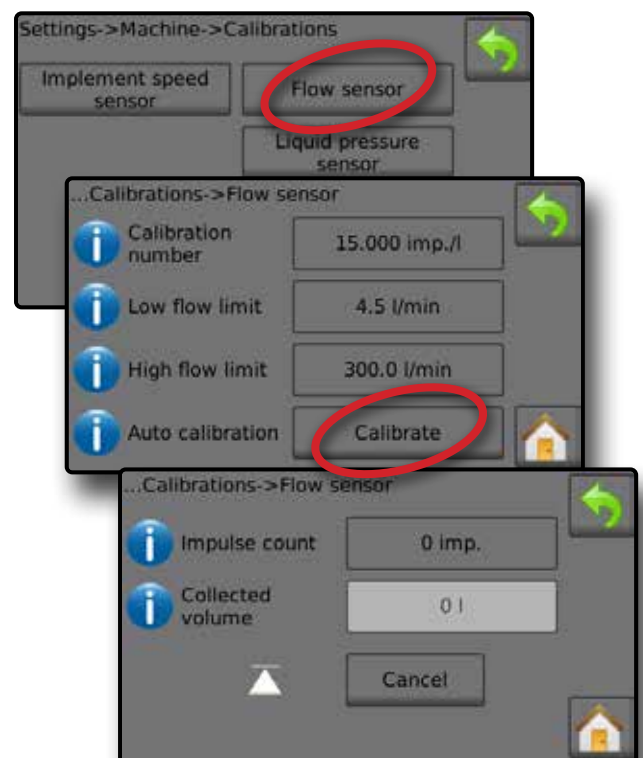 Settings->Machine->Calibrations
Implement speed
sensor
Flow sensor
Liquid pressure
sensor
...Calibrations->Flow sensor
Calibration
number
15.000 imp./l
Low flow limit
4.5 l/min
High flow limit
300.0 l/min
Auto calibration
Calibrate
...Calibrations->Flow sensor
Impulse count
0 imp.
Collected
volume
0 l
Cancel